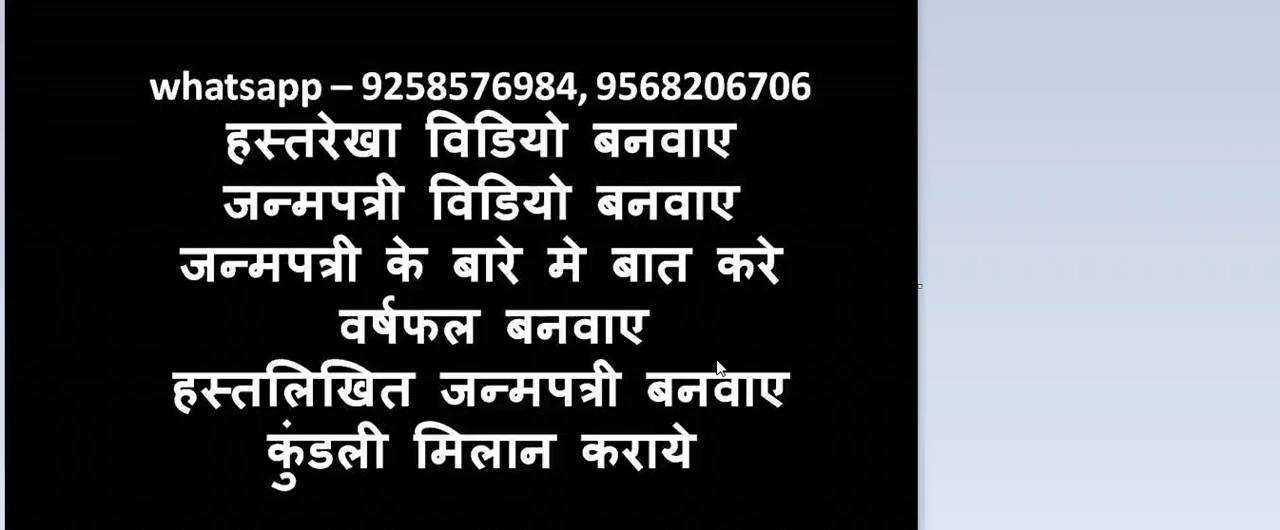 whatsapp – 9258576984, 9568206706
हस्तरेखा विडियो बनवाए
जन्मपत्री विडियो बनवाए
जन्मपत्री के बारे मे बात करे
वर्षफल बनवाए
हस्तलिखित जन्मपत्री बनवाए
कुंडली मिलान कराये